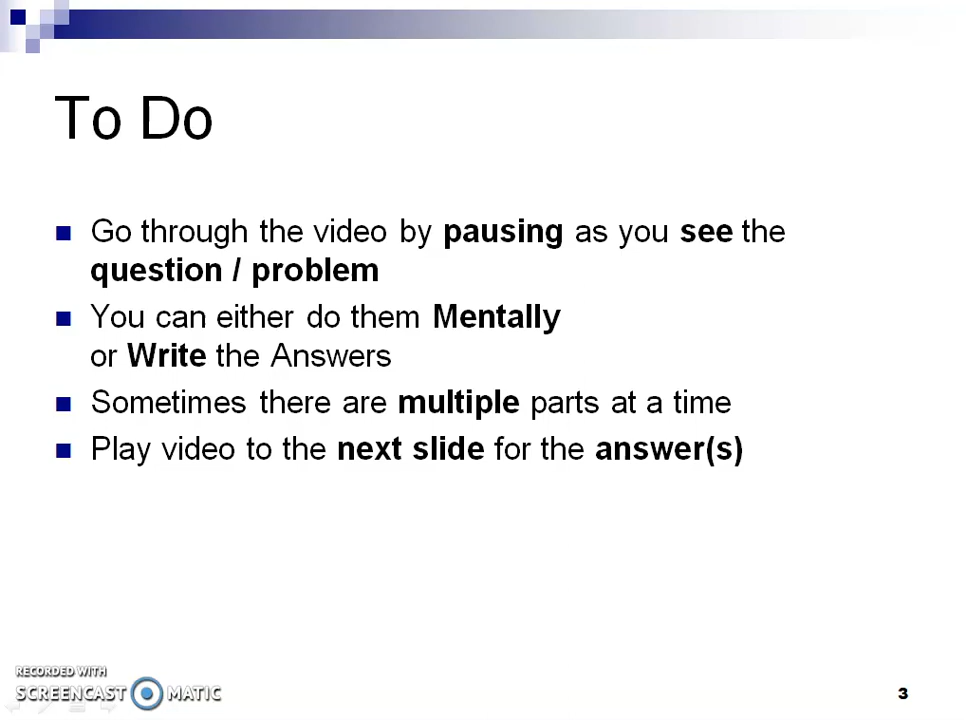 To Do
Go through the video by pausing as you see the
question / problem
You can either do them Mentally
or Write the Answers
Sometimes there are multiple parts at a time
Play video to the next slide for the answer(s)
RECORDED WITH
SCREENCAST MATIC
3